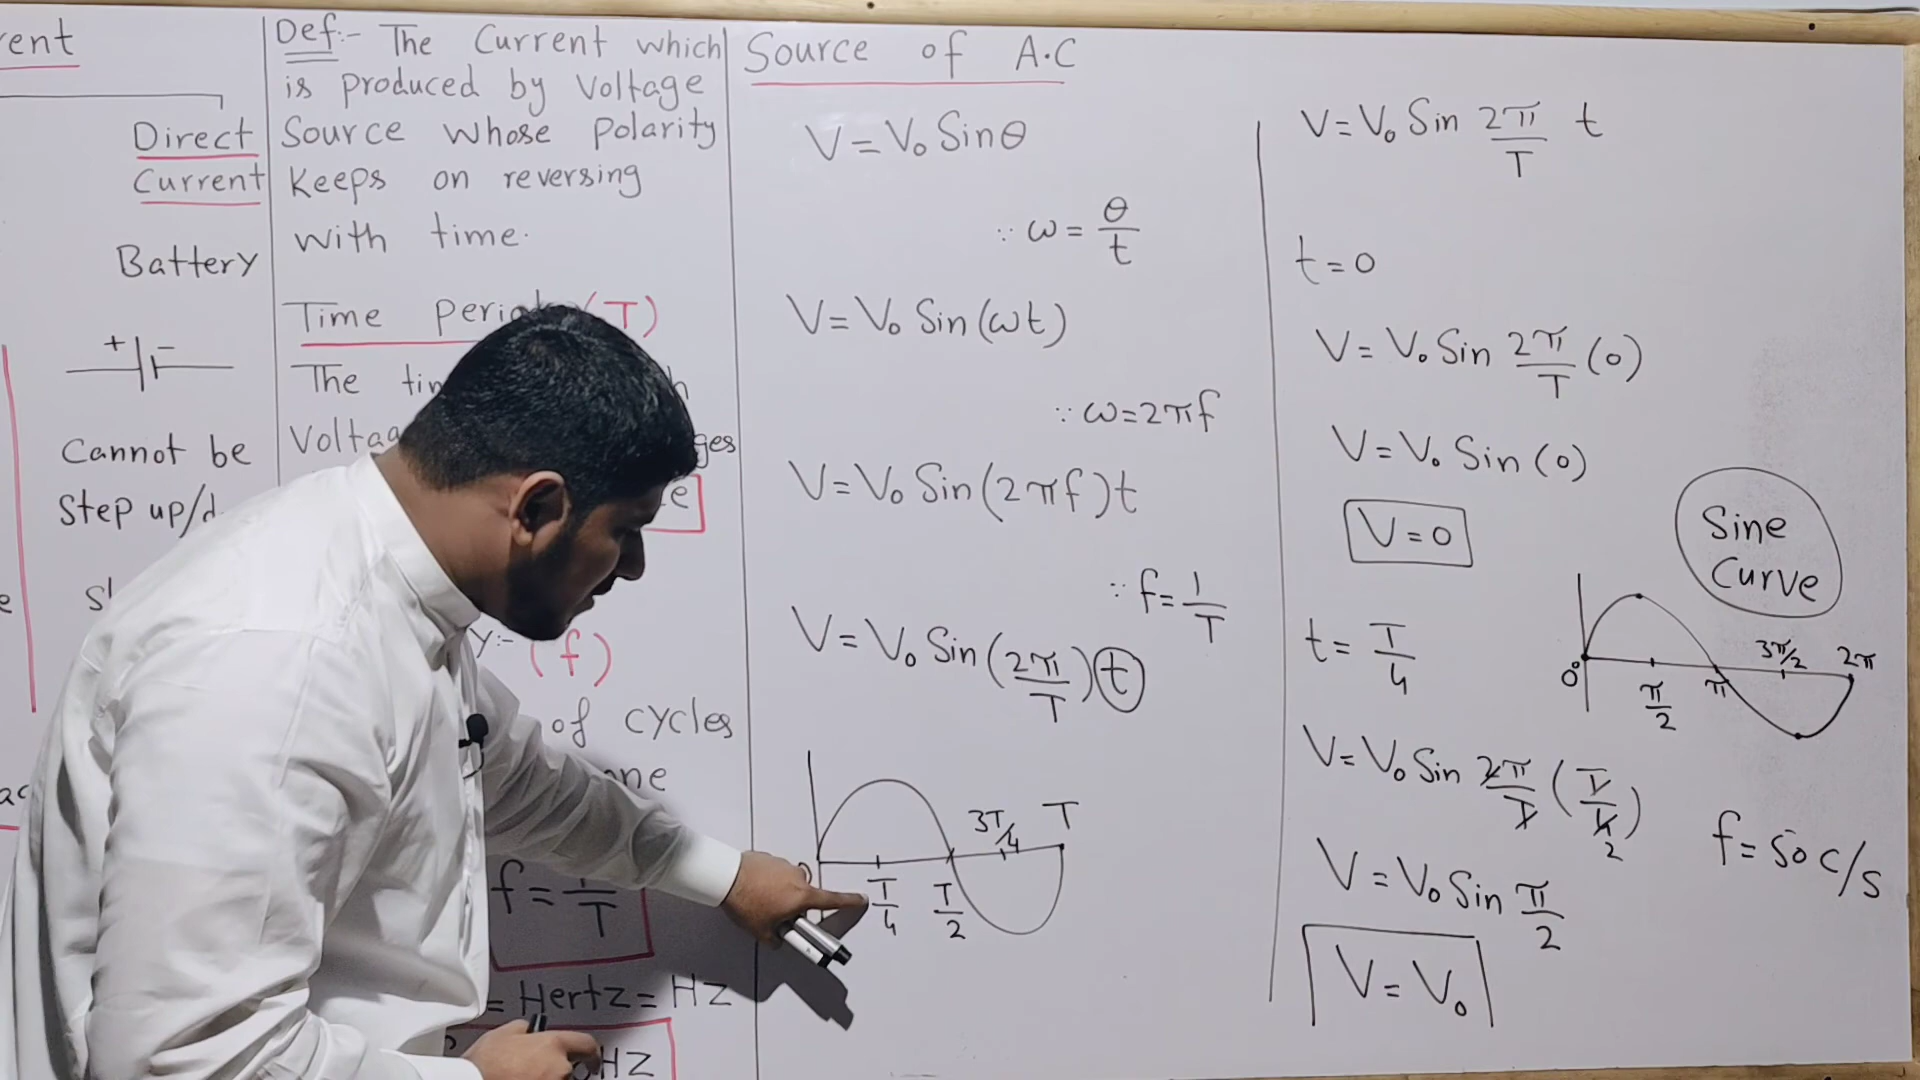 rent
Direct
Current
Battery
+ -
Cannot be
Step up/d
Def:- The Current which
is produced by Voltage
Source whose Polarity
Keeps on reversing
with time.
Time (T)
The
ges
(f)
of cycles
f = 1/T
= Hertz = HZ
HZ
Source of A.C
V = V₀ Sinθ
∵ ω = θ/t
V = V₀ Sin(ωt)
∵ ω = 2πf
V = V₀ Sin(2πf)t
∵ f = 1/T
V = V₀ Sin(2π/T)t
3T/4 T
T/4 T/2
V = V₀ Sin 2π/T t
t = 0
V = V₀ Sin 2π/T (0)
V = V₀ Sin (0)
V = 0
Sine
Curve
0° π/2 π 3π/2 2π
t = T/4
V = V₀ Sin 2π/T (T/4) 2
f = 50 c/s
V = V₀ Sin π/2
V = V₀